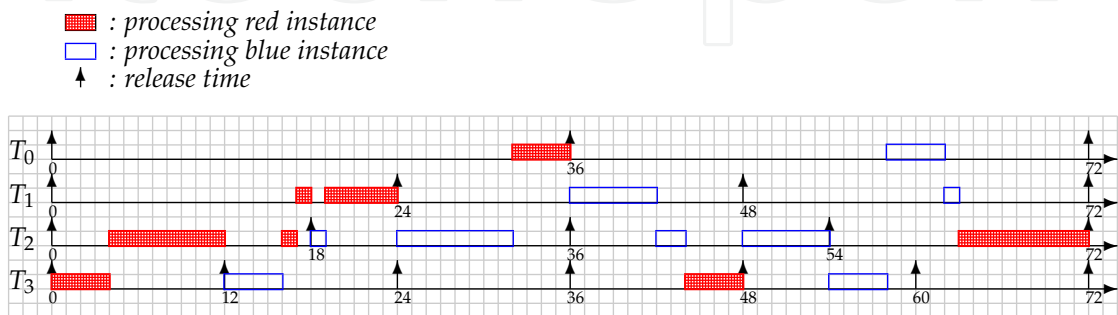 : processing red instance
: processing blue instance
: release time
T0
0 36 72
T1
0 24 48 72
T2
0 18 36 54 72
T3
0 12 24 36 48 60 72